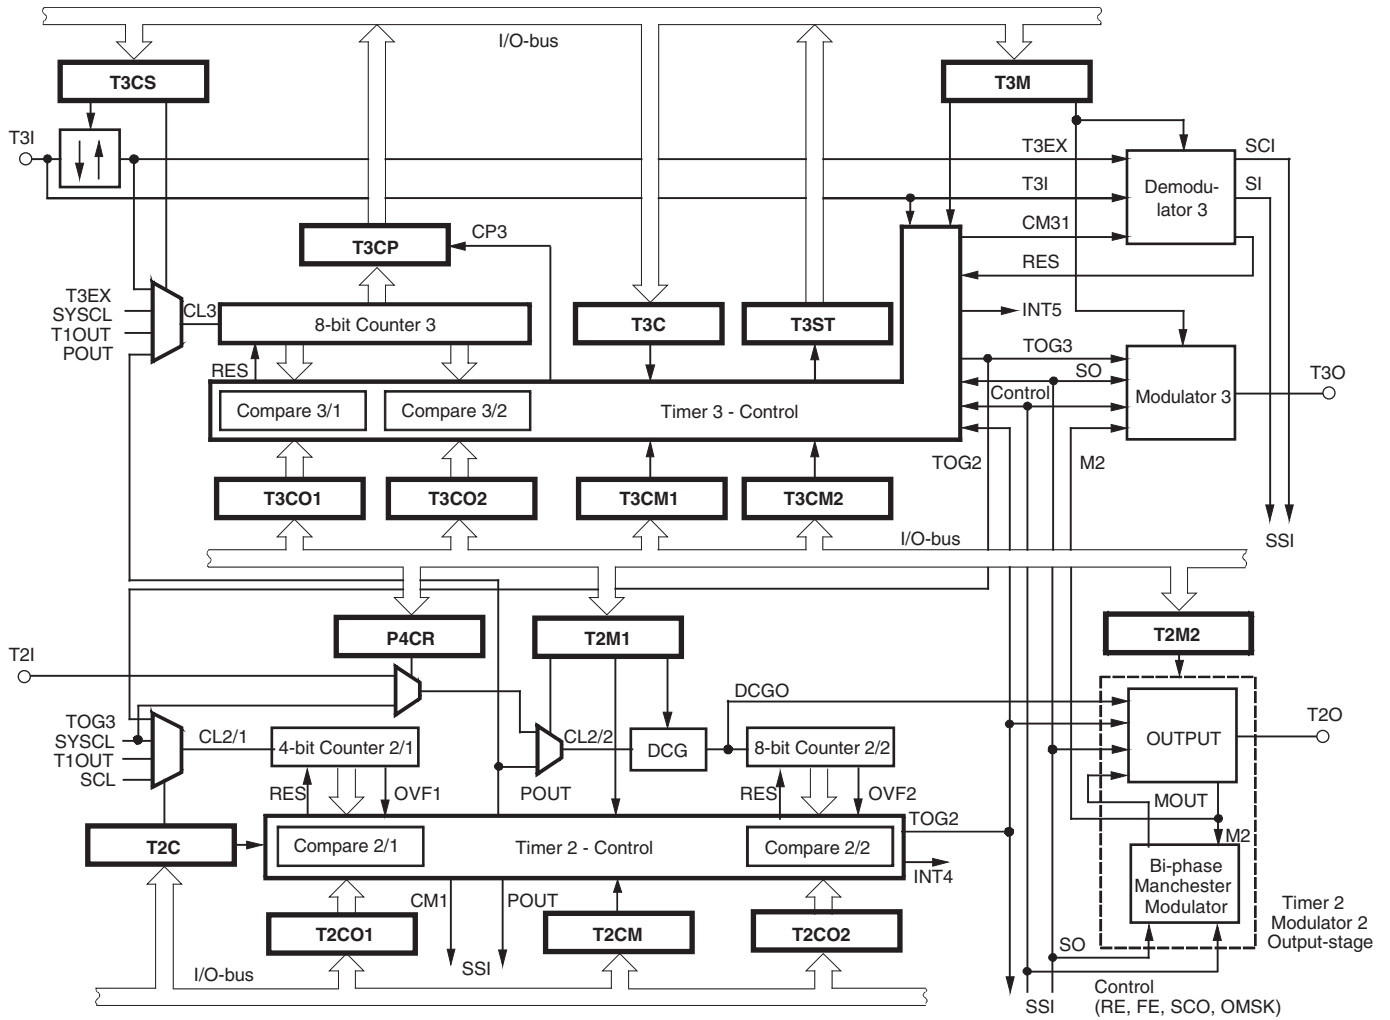 I/O-bus
T3CS
T3M
T3I
T3EX
SCI
T3I
SI
Demodu-
lator 3
T3CP
CP3
CM31
RES
T3EX
SYSCL
T1OUT
POUT
CL3
8-bit Counter 3
T3C
T3ST
INT5
RES
TOG3
SO
Control
Modulator 3
T3O
Compare 3/1
Compare 3/2
Timer 3 - Control
TOG2
M2
T3CO1
T3CO2
T3CM1
T3CM2
I/O-bus
SSI
P4CR
T2M1
T2M2
T2I
DCGO
TOG3
SYSCL
T1OUT
SCL
CL2/1
4-bit Counter 2/1
CL2/2
DCG
8-bit Counter 2/2
OUTPUT
T2O
RES
OVF1
POUT
RES
OVF2
MOUT
TOG2
M2
T2C
Compare 2/1
Timer 2 - Control
Compare 2/2
INT4
Bi-phase
Manchester
Modulator
CM1
POUT
Timer 2
Modulator 2
Output-stage
T2CO1
T2CM
T2CO2
SO
SSI
I/O-bus
SSI
Control
(RE, FE, SCO, OMSK)